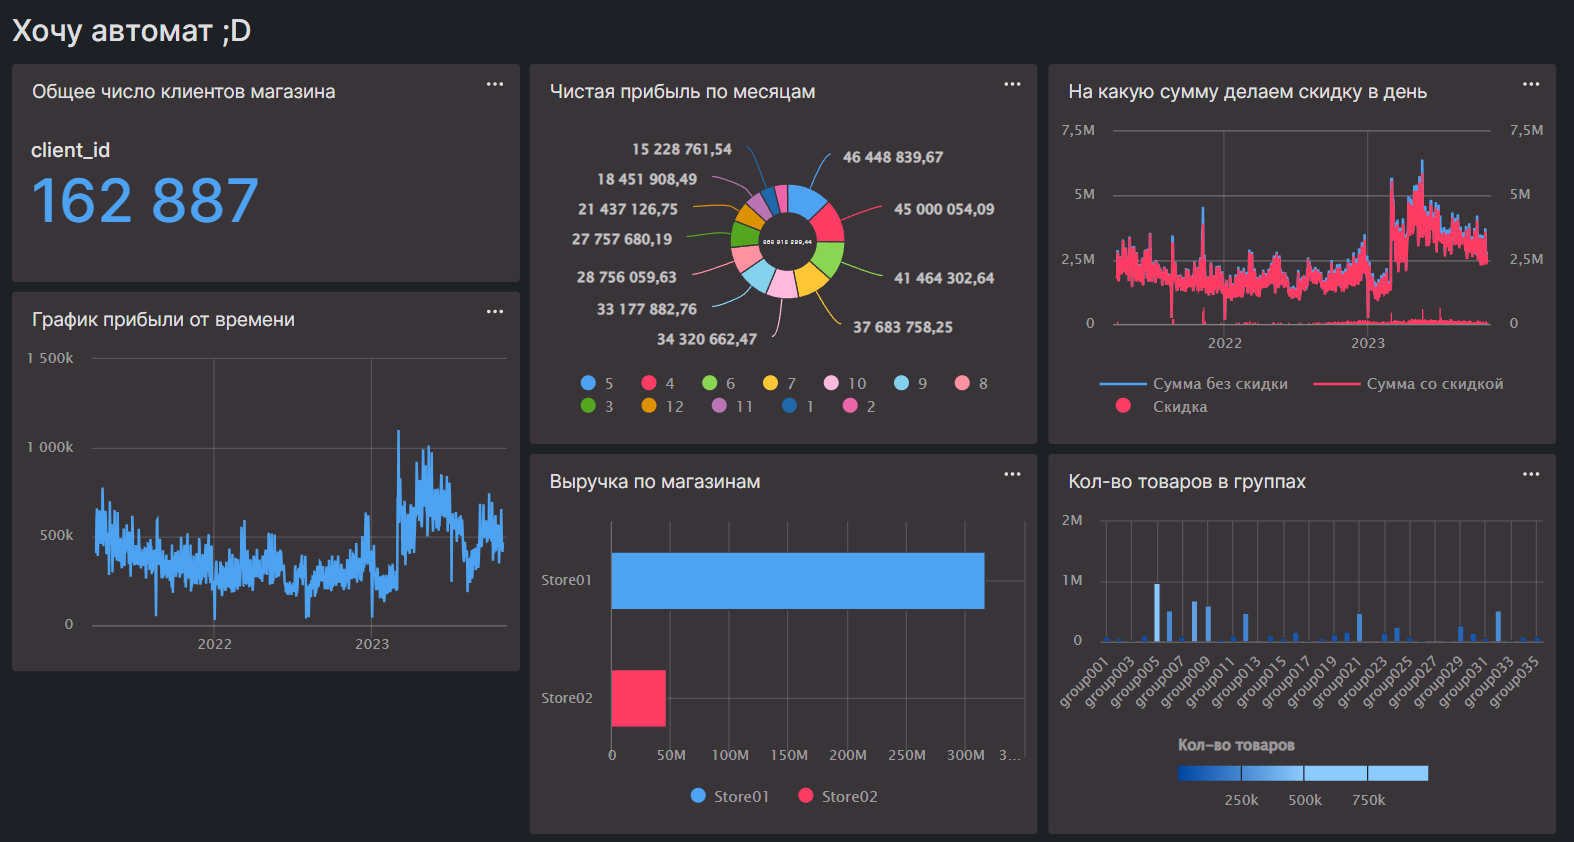 Хочу автомат ;D
Общее число клиентов магазина
client_id
162 887
График прибыли от времени
1 500k
1 000k
500k
0
2022
2023
Чистая прибыль по месяцам
15 228 761,54
46 448 839,67
18 451 908,49
21 437 126,75
45 000 054,09
27 757 680,19
28 756 059,63
41 464 302,64
33 177 882,76
37 683 758,25
34 320 662,47
5 4 6 7 10 9 8
3 12 11 1 2
Выручка по магазинам
Store01
Store02
0 50M 100M 150M 200M 250M 300M 3...
Store01 Store02
На какую сумму делаем скидку в день
7,5M 7,5M
5M 5M
2,5M 2,5M
0 0
2022 2023
Сумма без скидки Сумма со скидкой
Скидка
Кол-во товаров в группах
2M
1M
0
group001 group003 group005 group007 group009 group011 group013 group015 group017 group019 group021 group023 group025 group027 group029 group031 group033 group035
Кол-во товаров
250k 500k 750k